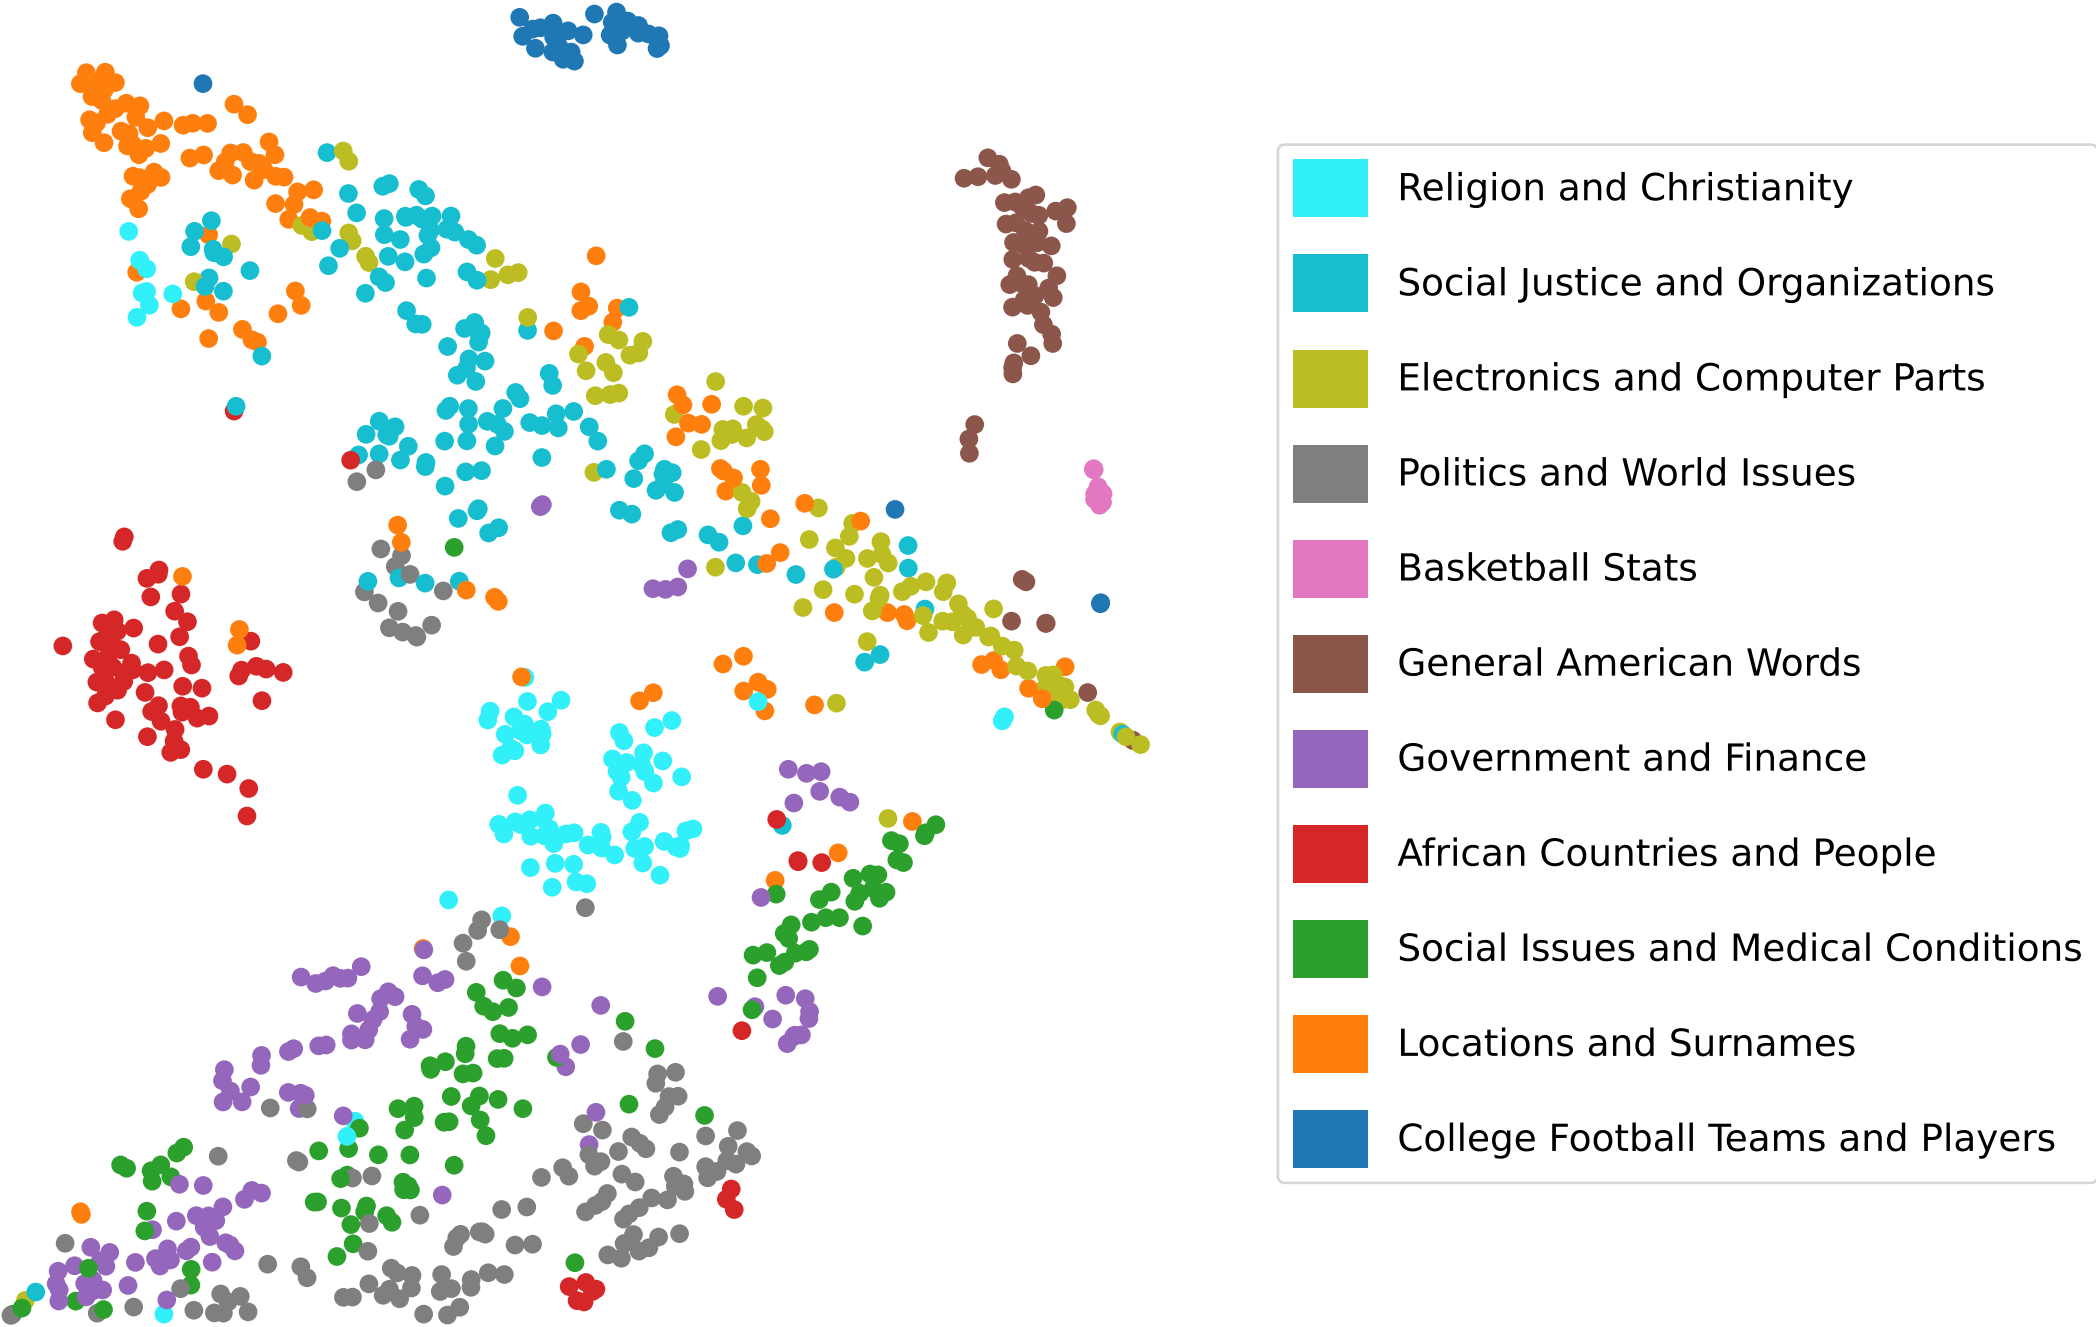 Religion and Christianity
Social Justice and Organizations
Electronics and Computer Parts
Politics and World Issues
Basketball Stats
General American Words
Government and Finance
African Countries and People
Social Issues and Medical Conditions
Locations and Surnames
College Football Teams and Players